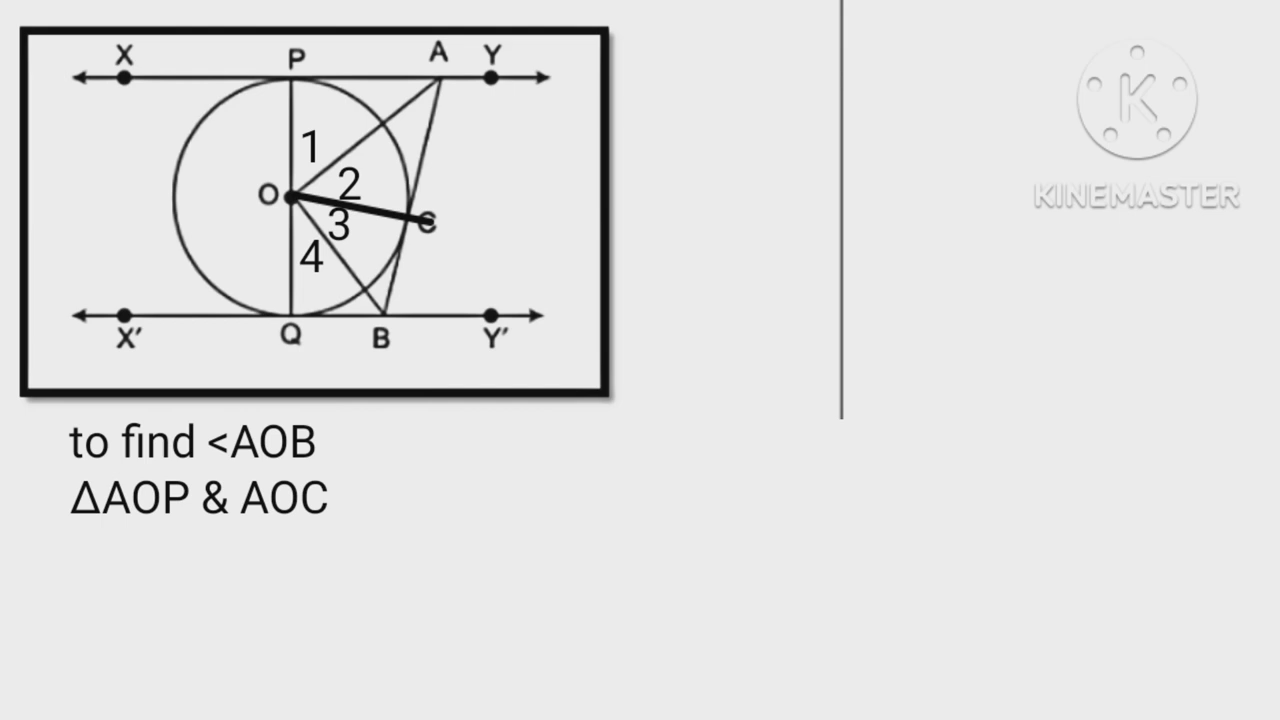 X P A Y
1
O 2
3 C
4
X′ Q B Y′
to find <AOB
ΔAOP & AOC
K
KINEMASTER